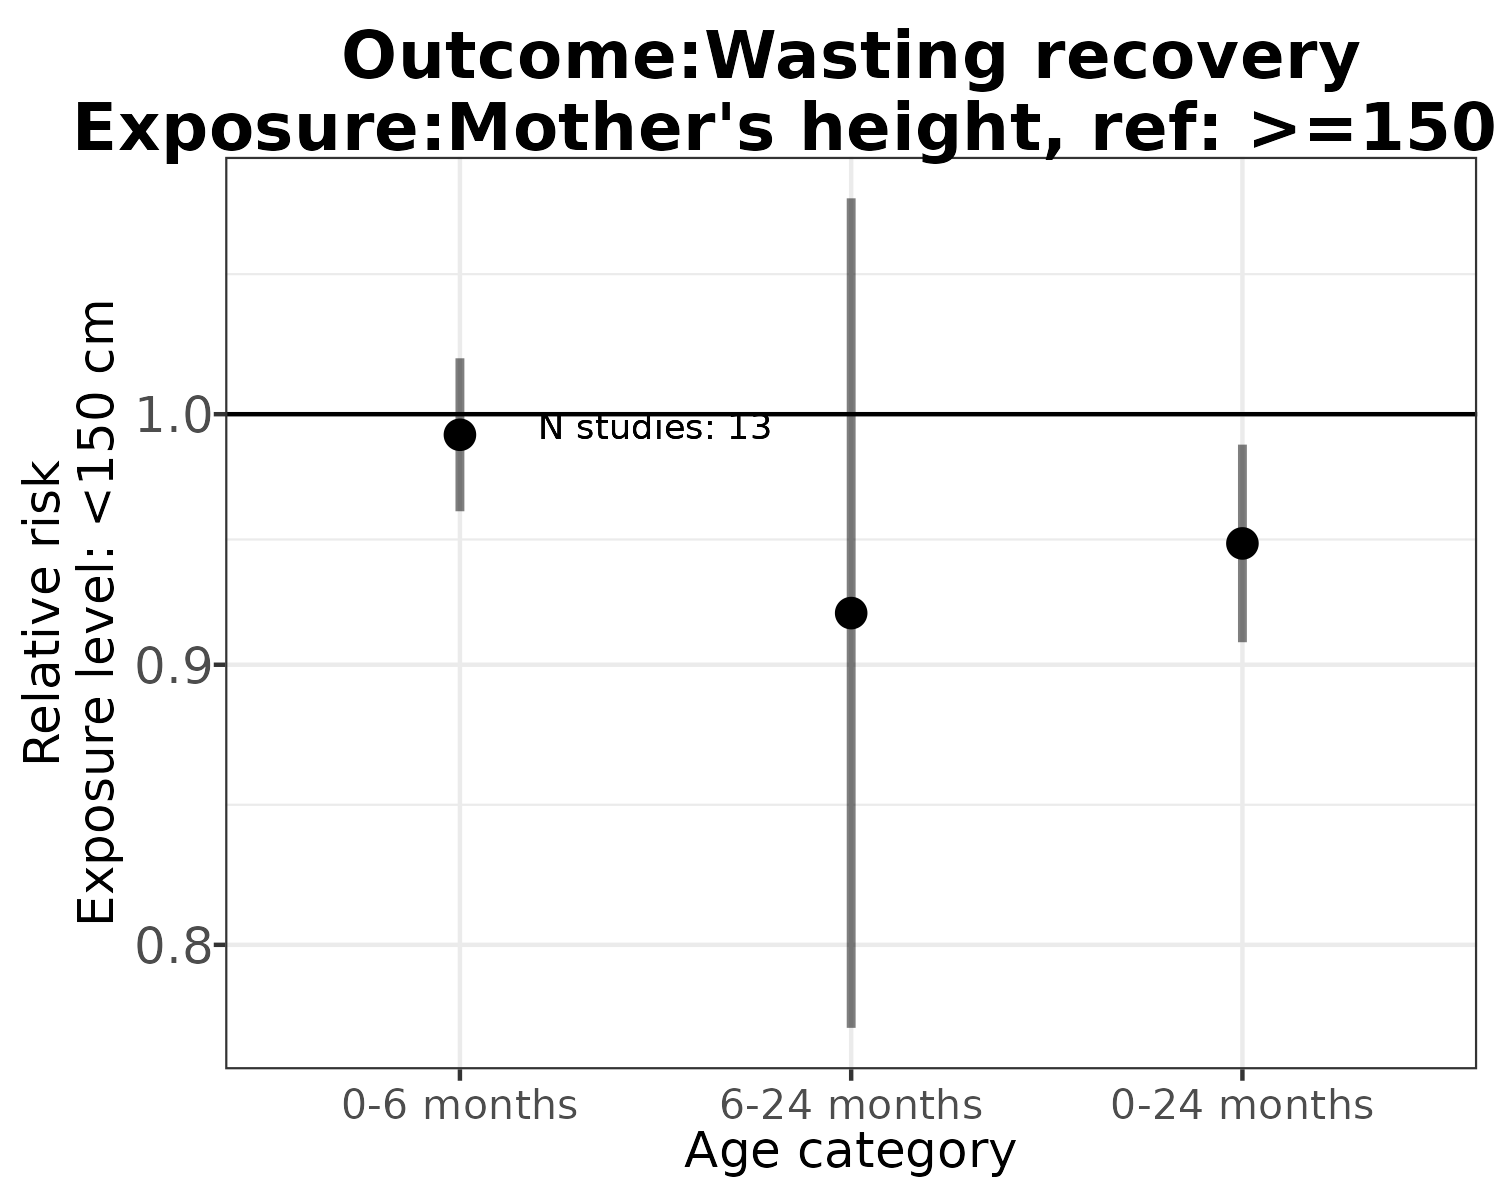 Outcome:Wasting recovery
Exposure:Mother's height, ref: >=150
Relative risk
Exposure level: <150 cm
1.0
0.9
0.8
N studies: 13
0-6 months
6-24 months
0-24 months
Age category